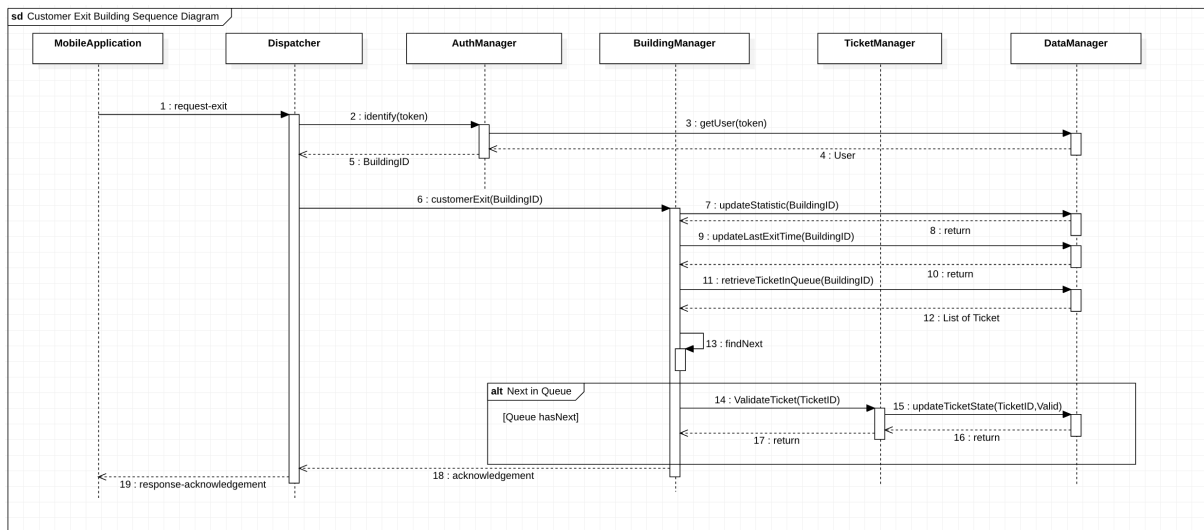 sd Customer Exit Building Sequence Diagram
MobileApplication
Dispatcher
AuthManager
BuildingManager
TicketManager
DataManager
1 : request-exit
2 : identify(token)
3 : getUser(token)
4 : User
5 : BuildingID
6 : customerExit(BuildingID)
7 : updateStatistic(BuildingID)
8 : return
9 : updateLastExitTime(BuildingID)
10 : return
11 : retrieveTicketInQueue(BuildingID)
12 : List of Ticket
13 : findNext
alt Next in Queue
[Queue hasNext]
14 : ValidateTicket(TicketID)
15 : updateTicketState(TicketID,Valid)
16 : return
17 : return
18 : acknowledgement
19 : response-acknowledgement